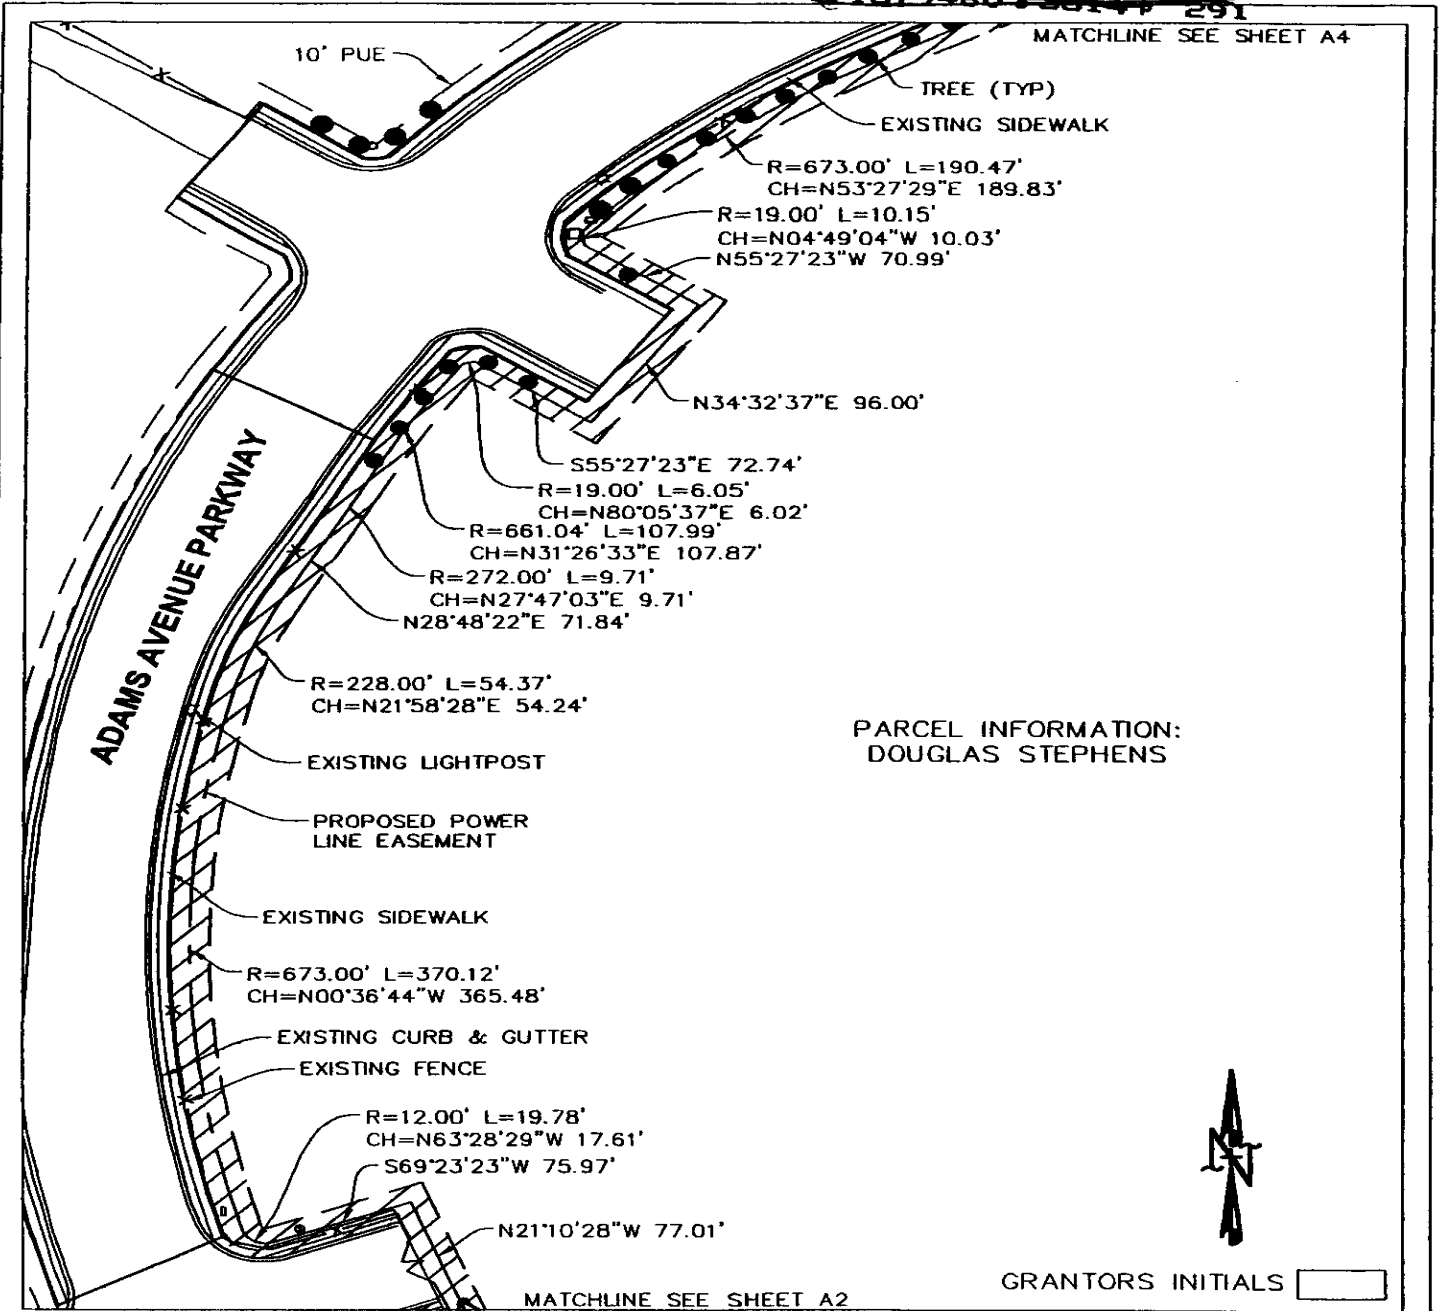 291
MATCHLINE SEE SHEET A4
10' PUE
TREE (TYP)
EXISTING SIDEWALK
R=673.00' L=190.47'
CH=N53°27'29"E 189.83'
R=19.00' L=10.15'
CH=N04°49'04"W 10.03'
N55°27'23"W 70.99'
N34°32'37"E 96.00'
S55°27'23"E 72.74'
R=19.00' L=6.05'
CH=N80°05'37"E 6.02'
R=661.04' L=107.99'
CH=N31°26'33"E 107.87'
R=272.00' L=9.71'
CH=N27°47'03"E 9.71'
N28°48'22"E 71.84'
ADAMS AVENUE PARKWAY
R=228.00' L=54.37'
CH=N21°58'28"E 54.24'
PARCEL INFORMATION:
DOUGLAS STEPHENS
EXISTING LIGHTPOST
PROPOSED POWER
LINE EASEMENT
EXISTING SIDEWALK
R=673.00' L=370.12'
CH=N00°36'44"W 365.48'
EXISTING CURB & GUTTER
EXISTING FENCE
R=12.00' L=19.78'
CH=N63°28'29"W 17.61'
S69°23'23"W 75.97'
N21°10'28"W 77.01'
N
GRANTORS INITIALS
MATCHLINE SEE SHEET A2